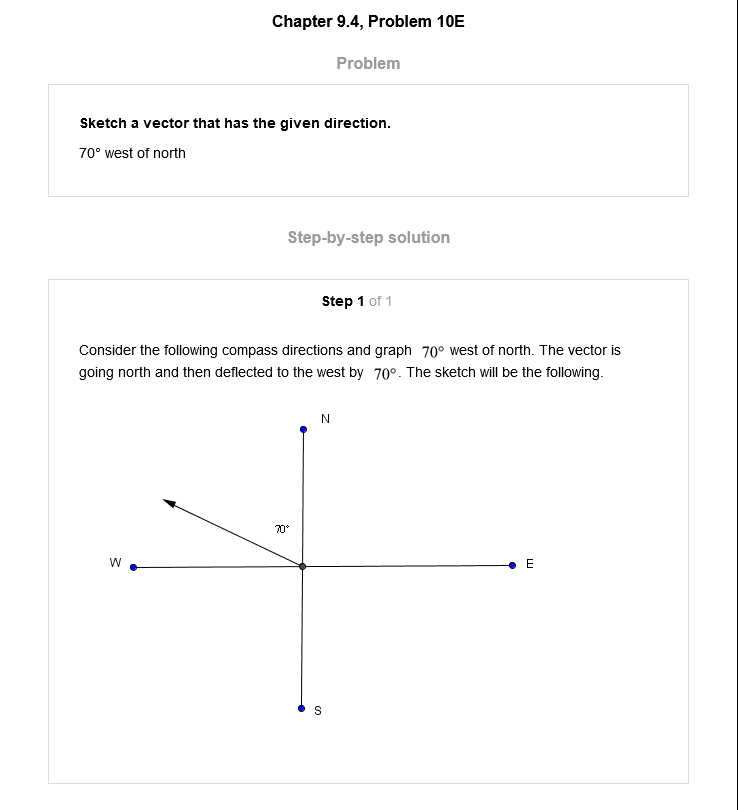 Chapter 9.4, Problem 10E
Problem
Sketch a vector that has the given direction.
70° west of north
Step-by-step solution
Step 1 of 1
Consider the following compass directions and graph 70° west of north. The vector is
going north and then deflected to the west by 70°. The sketch will be the following.
N
70°
W
E
S